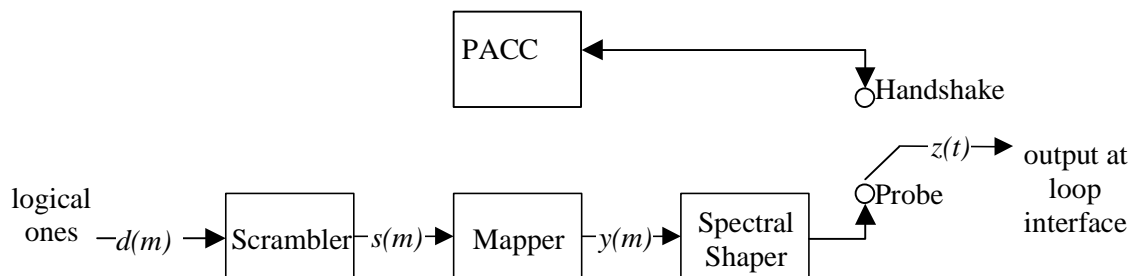 PACC
Handshake
z(t)
output at
loop
interface
Probe
logical
ones
d(m)
Scrambler
s(m)
Mapper
y(m)
Spectral
Shaper